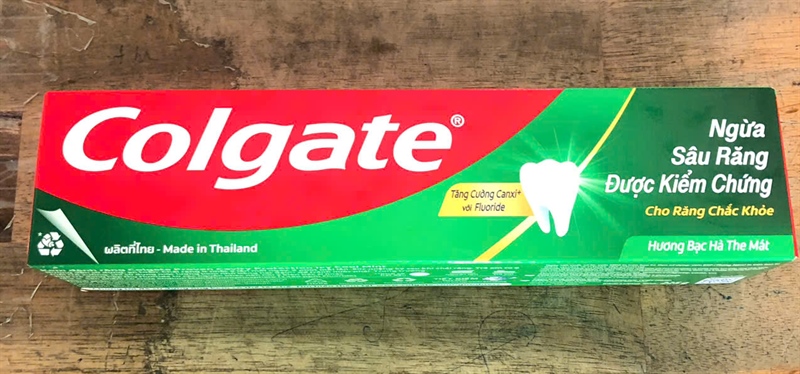 Colgate®
Tăng Cường Canxi+
với Fluoride
Ngừa
Sâu Răng
Được Kiểm Chứng
Cho Răng Chắc Khỏe
Hương Bạc Hà The Mát
ผลิตที่ไทย - Made in Thailand